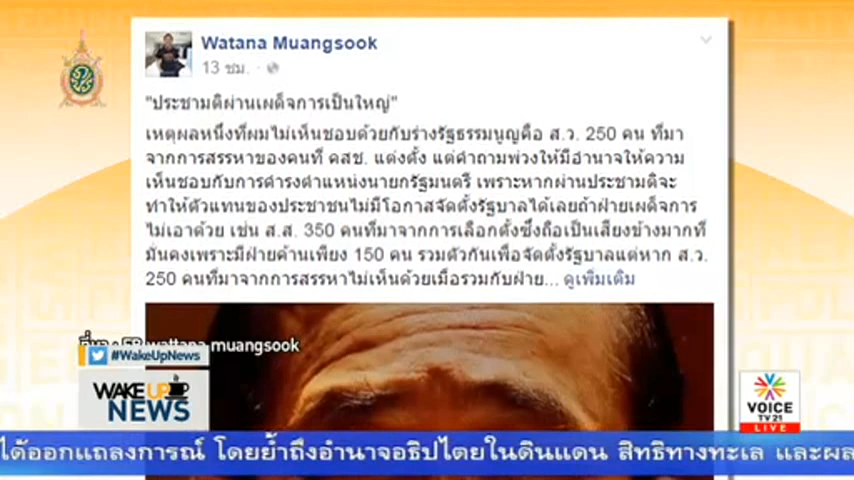 Watana Muangsook
13 ชม. ·
"ประชามติผ่านเผด็จการเป็นใหญ่"
เหตุผลหนึ่งที่ผมไม่เห็นชอบด้วยกับร่างรัฐธรรมนูญคือ ส.ว. 250 คน ที่มา
จากการสรรหาของคนที่ คสช. แต่งตั้ง แต่คำถามพ่วงให้มีอำนาจให้ความ
เห็นชอบกับการดำรงตำแหน่งนายกรัฐมนตรี เพราะหากผ่านประชามติจะ
ทำให้ตัวแทนของประชาชนไม่มีโอกาสจัดตั้งรัฐบาลได้เลยถ้าฝ่ายเผด็จการ
ไม่เอาด้วย เช่น ส.ส. 350 คนที่มาจากการเลือกตั้งซึ่งถือเป็นเสียงข้างมากที่
มั่นคงเพราะมีฝ่ายค้านเพียง 150 คน รวมตัวกันเพื่อจัดตั้งรัฐบาลแต่หาก ส.ว.
250 คนที่มาจากการสรรหาไม่เห็นด้วยเมื่อรวมกับฝ่าย... ดูเพิ่มเติม
ที่มา : FB wattana muangsook
#WakeUpNews
WAKE UP
NEWS
VOICE
TV 21
LIVE
ได้ออกแถลงการณ์ โดยย้ำถึงอำนาจอธิปไตยในดินแดน สิทธิทางทะเล และผล